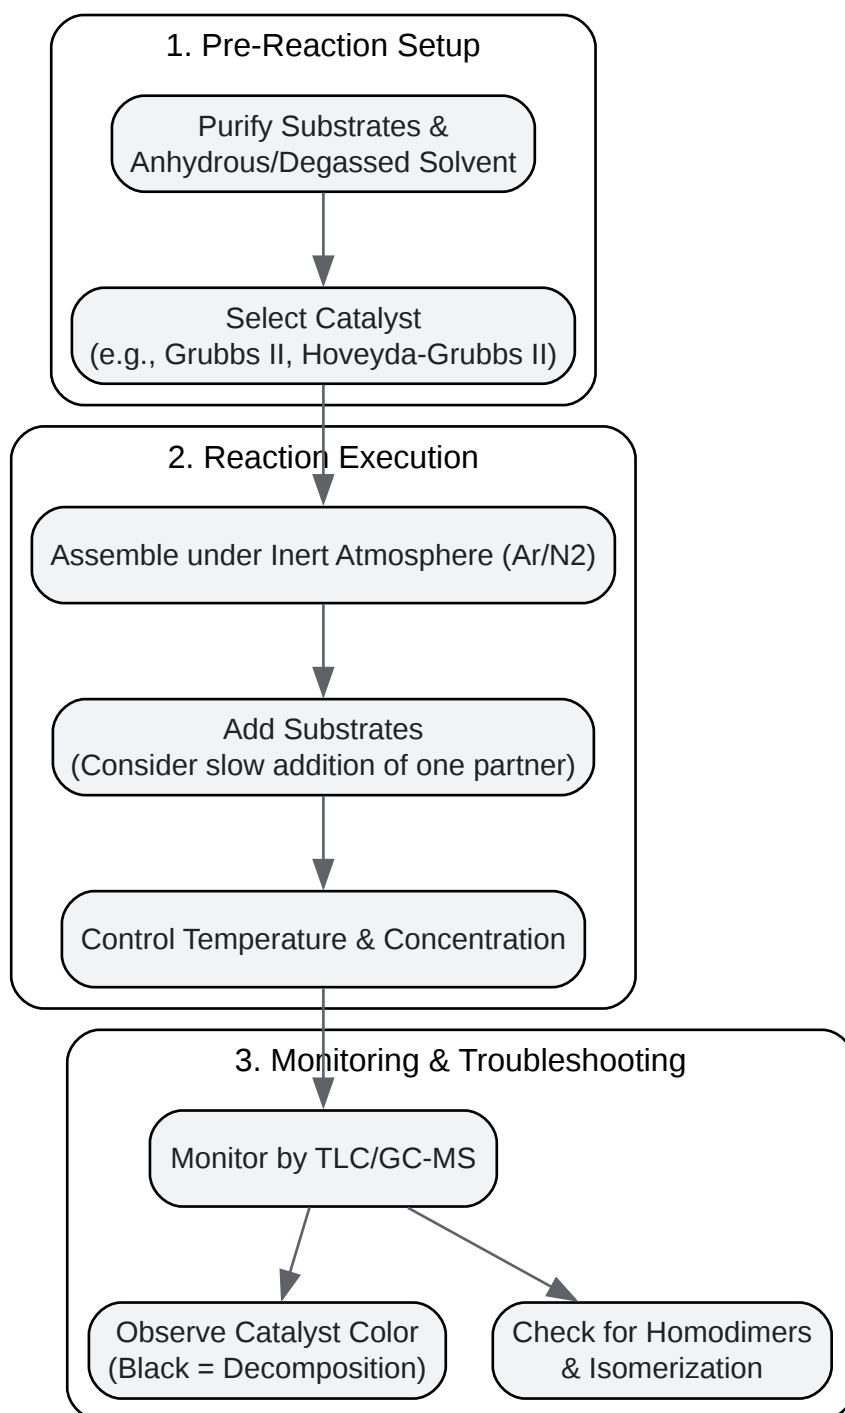 1. Pre-Reaction Setup
Purify Substrates &
Anhydrous/Degassed Solvent
Select Catalyst
(e.g., Grubbs II, Hoveyda-Grubbs II)
2. Reaction Execution
Assemble under Inert Atmosphere (Ar/N2)
Add Substrates
(Consider slow addition of one partner)
Control Temperature & Concentration
3. Monitoring & Troubleshooting
Monitor by TLC/GC-MS
Observe Catalyst Color
(Black = Decomposition)
Check for Homodimers
& Isomerization